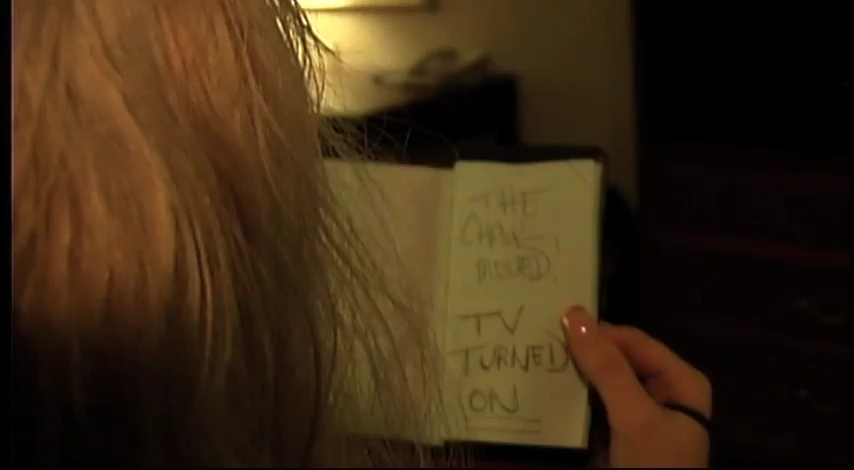 THE
CHAIR
MOVED!
TV
TURNED
ON